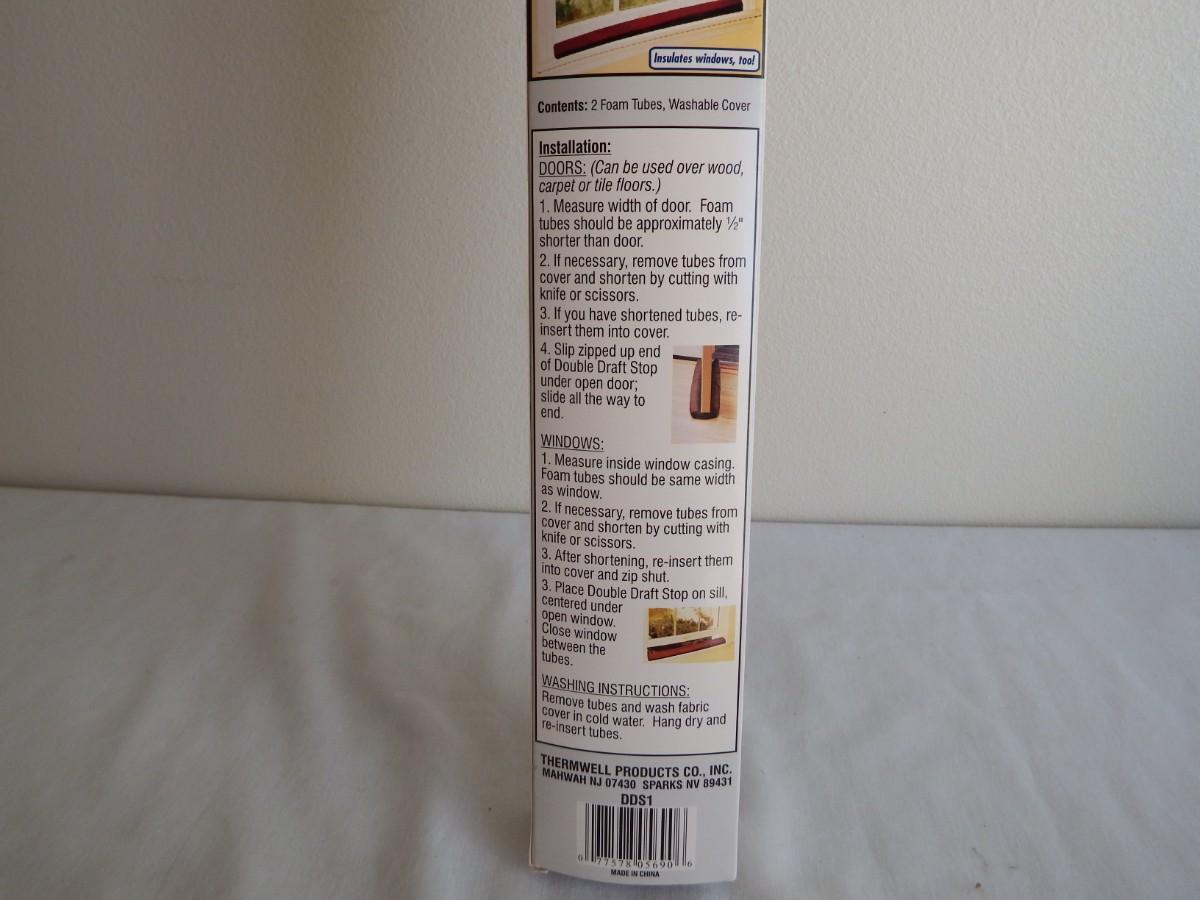 Insulates windows, too!
Contents: 2 Foam Tubes, Washable Cover
Installation:
DOORS: (Can be used over wood,
carpet or tile floors.)
1. Measure width of door. Foam
tubes should be approximately ½"
shorter than door.
2. If necessary, remove tubes from
cover and shorten by cutting with
knife or scissors.
3. If you have shortened tubes, re-
insert them into cover.
4. Slip zipped up end
of Double Draft Stop
under open door;
slide all the way to
end.
WINDOWS:
1. Measure inside window casing.
Foam tubes should be same width
as window.
2. If necessary, remove tubes from
cover and shorten by cutting with
knife or scissors.
3. After shortening, re-insert them
into cover and zip shut.
3. Place Double Draft Stop on sill,
centered under
open window.
Close window
between the
tubes.
WASHING INSTRUCTIONS:
Remove tubes and wash fabric
cover in cold water. Hang dry and
re-insert tubes.
THERMWELL PRODUCTS CO., INC.
MAHWAH NJ 07430 SPARKS NV 89431
DDS1
0 77578 05690 6
MADE IN CHINA